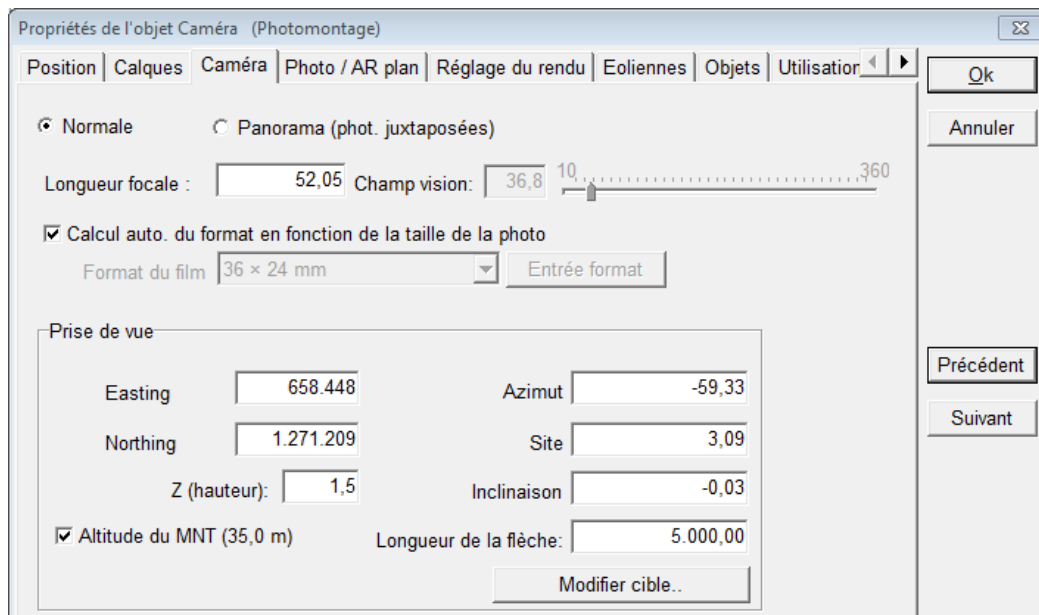 Propriétés de l'objet Caméra (Photomontage)
Position Calques Caméra Photo / AR plan Réglage du rendu Eoliennes Objets Utilisation
Ok
Annuler
Normale Panorama (phot. juxtaposées)
Longueur focale : 52,05 Champ vision: 36,8 10 360
Calcul auto. du format en fonction de la taille de la photo
Format du film 36 × 24 mm Entrée format
Prise de vue
Easting 658.448 Azimut -59,33
Northing 1.271.209 Site 3,09
Z (hauteur): 1,5 Inclinaison -0,03
Altitude du MNT (35,0 m) Longueur de la flèche: 5.000,00
Modifier cible..
Précédent
Suivant